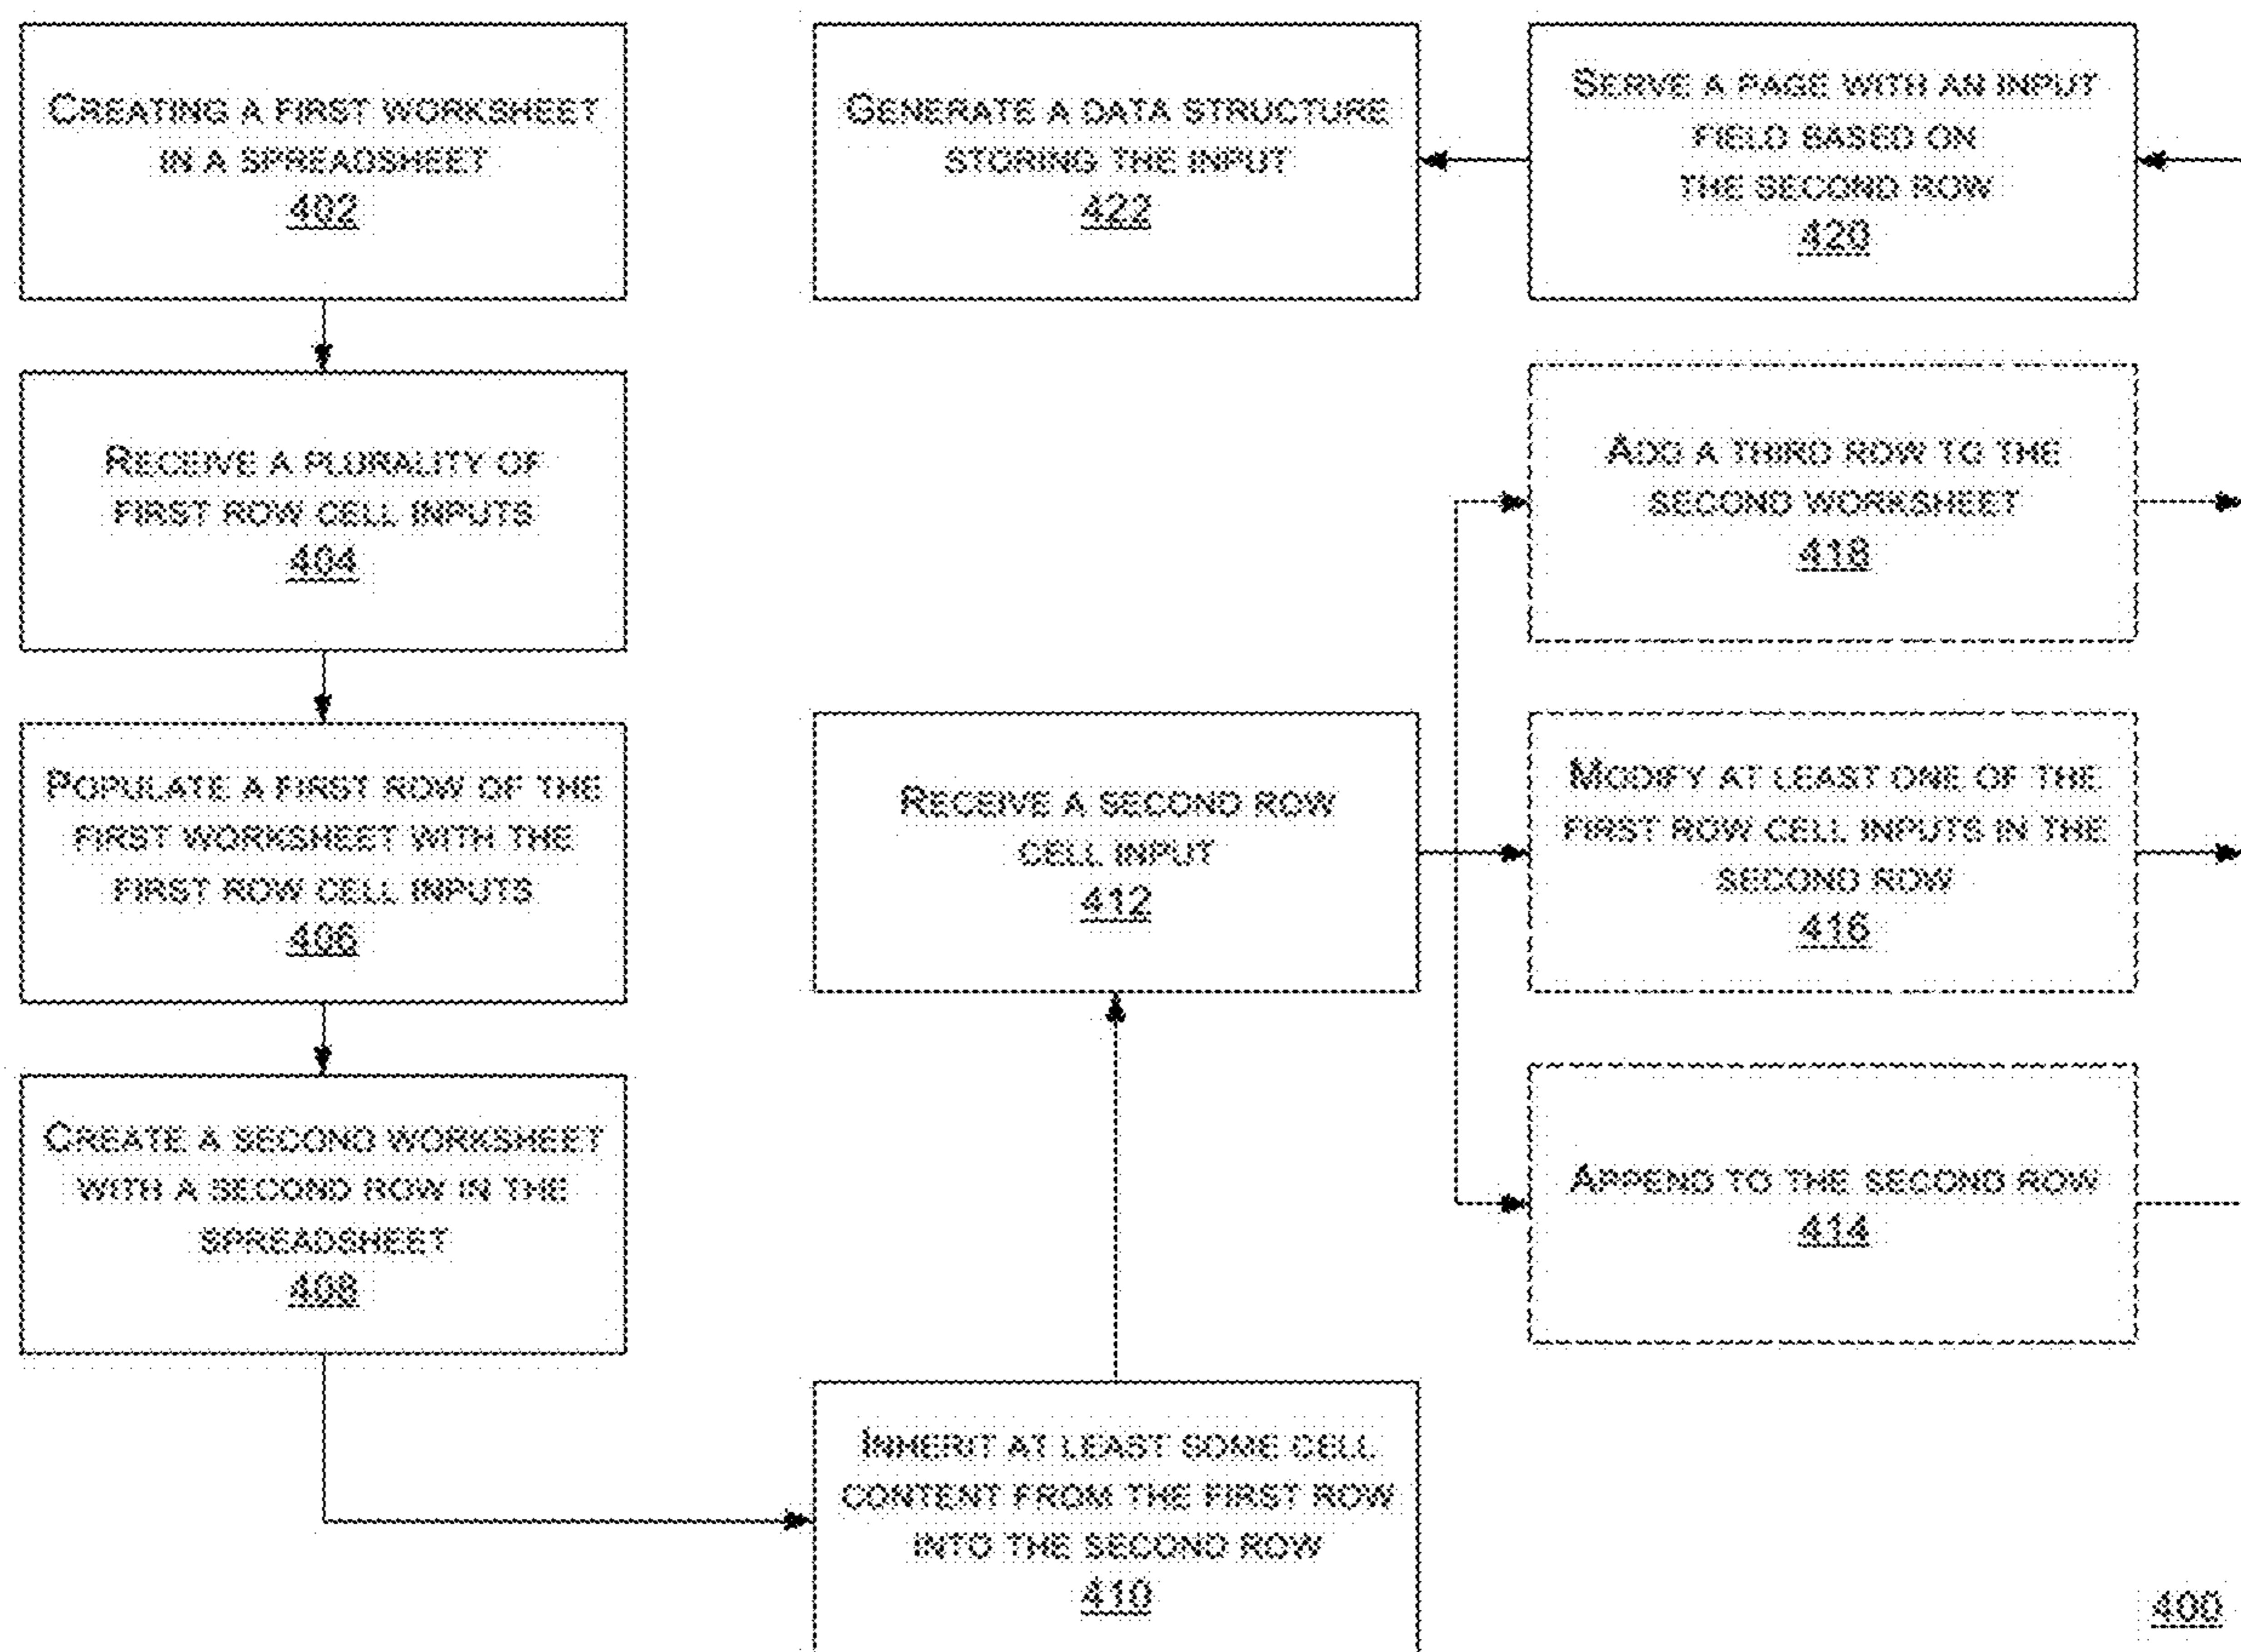 CREATING A FIRST WORKSHEET
IN A SPREADSHEET
402
RECEIVE A PLURALITY OF
FIRST ROW CELL INPUTS
404
POPULATE A FIRST ROW OF THE
FIRST WORKSHEET WITH THE
FIRST ROW CELL INPUTS
406
CREATE A SECOND WORKSHEET
WITH A SECOND ROW IN THE
SPREADSHEET
408
INHERIT AT LEAST SOME CELL
CONTENT FROM THE FIRST ROW
INTO THE SECOND ROW
410
RECEIVE A SECOND ROW
CELL INPUT
412
APPEND TO THE SECOND ROW
414
MODIFY AT LEAST ONE OF THE
FIRST ROW CELL INPUTS IN THE
SECOND ROW
416
ADD A THIRD ROW TO THE
SECOND WORKSHEET
418
SERVE A PAGE WITH AN INPUT
FIELD BASED ON
THE SECOND ROW
420
GENERATE A DATA STRUCTURE
STORING THE INPUT
422
400